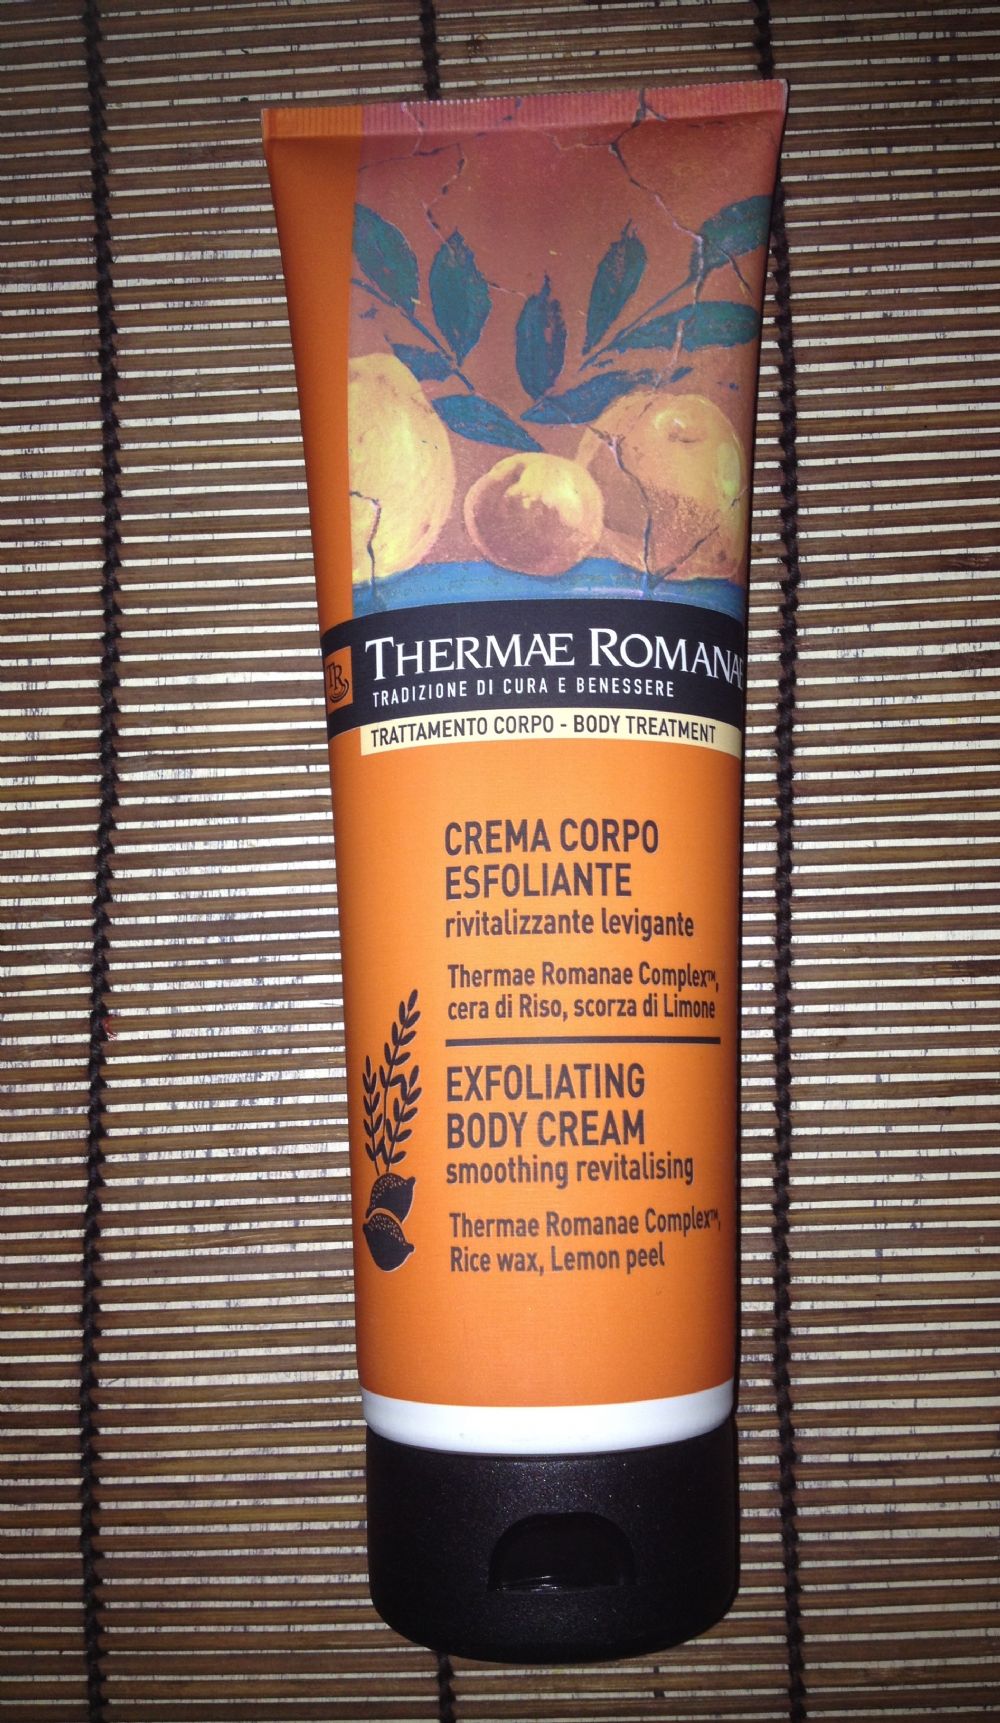 THERMAE ROMANAE
TR
TRADIZIONE DI CURA E BENESSERE
TRATTAMENTO CORPO - BODY TREATMENT
CREMA CORPO
ESFOLIANTE
rivitalizzante levigante
Thermae Romanae Complex™,
cera di Riso, scorza di Limone
EXFOLIATING
BODY CREAM
smoothing revitalising
Thermae Romanae Complex™,
Rice wax, Lemon peel